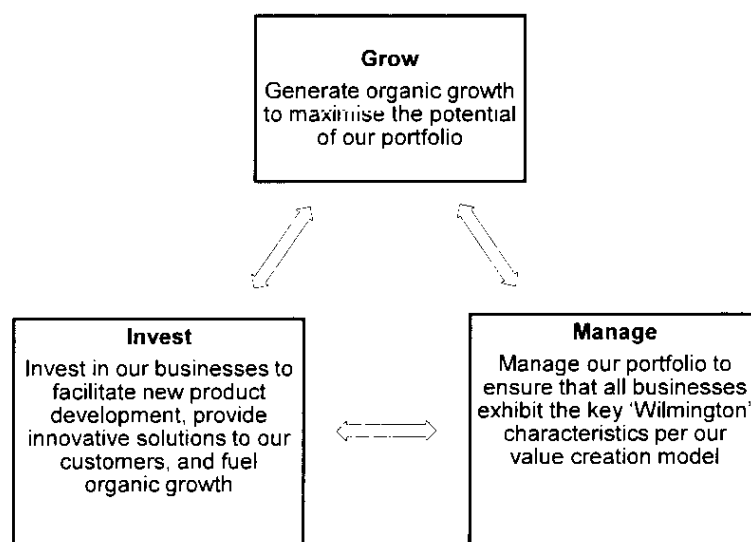 Grow
Generate organic growth
to maximise the potential
of our portfolio
Invest
Invest in our businesses to
facilitate new product
development, provide
innovative solutions to our
customers, and fuel
organic growth
Manage
Manage our portfolio to
ensure that all businesses
exhibit the key 'Wilmington'
characteristics per our
value creation model